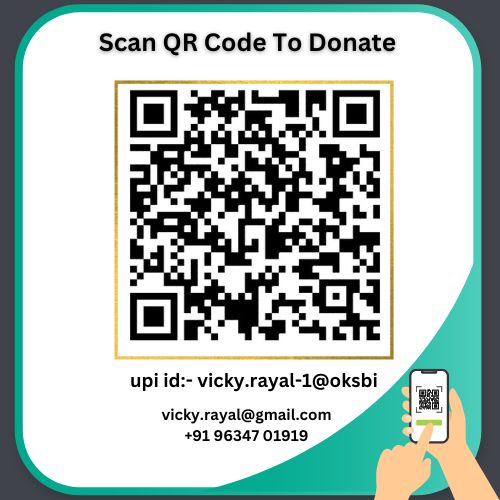 Scan QR Code To Donate
upi id:- vicky.rayal-1@oksbi
vicky.rayal@gmail.com
+91 96347 01919